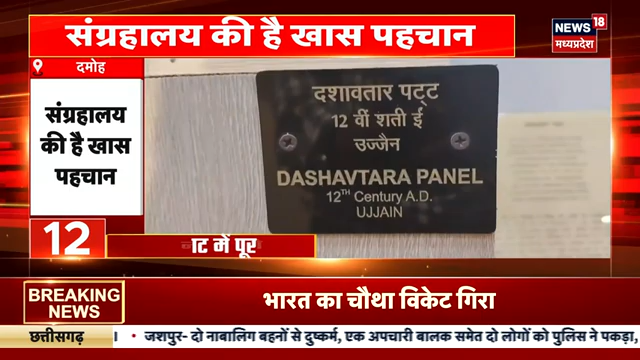 संग्रहालय की है खास पहचान
NEWS 18
मध्यप्रदेश
दमोह
संग्रहालय
की है खास
पहचान
दशावतार पट्ट
12 वीं शती ई
उज्जैन
DASHAVTARA PANEL
12TH Century A.D.
UJJAIN
12
में पूर
BREAKING
NEWS
भारत का चौथा विकेट गिरा
छत्तीसगढ़
जशपुर- दो नाबालिग बहनों से दुष्कर्म, एक अपचारी बालक समेत दो लोगों को पुलिस ने पकड़ा,